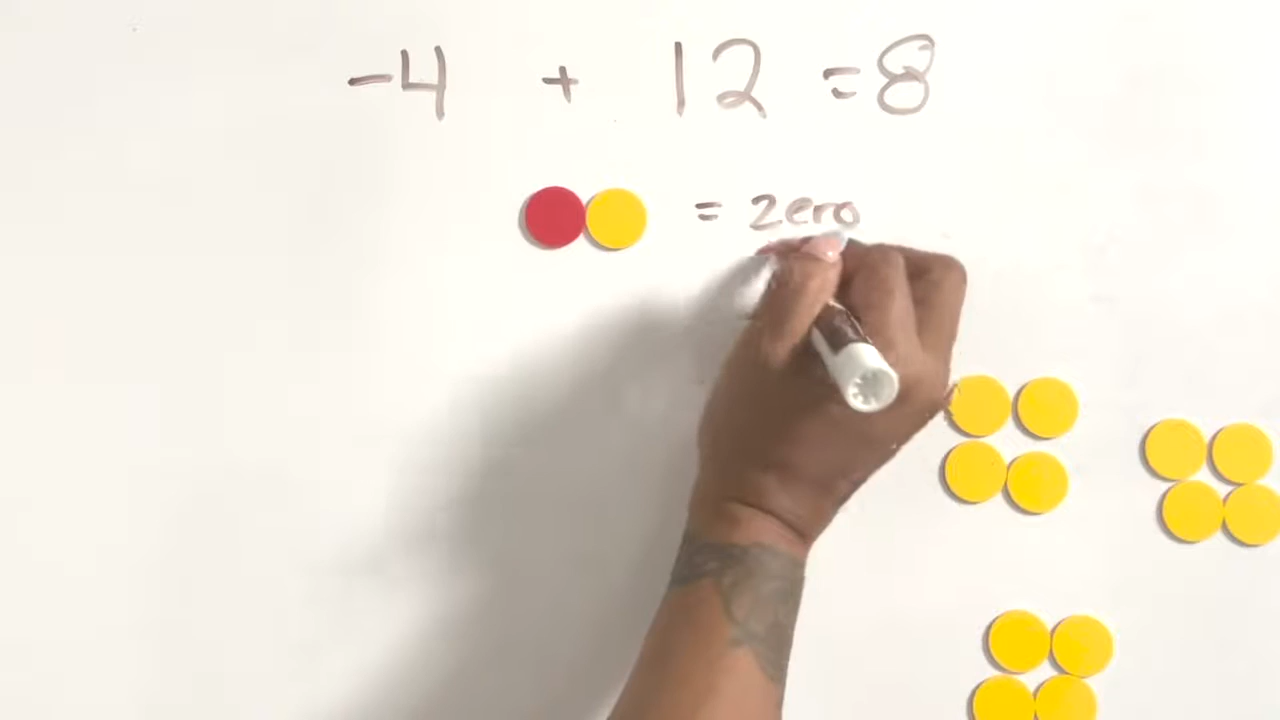 -4 + 12 = 8
= zero